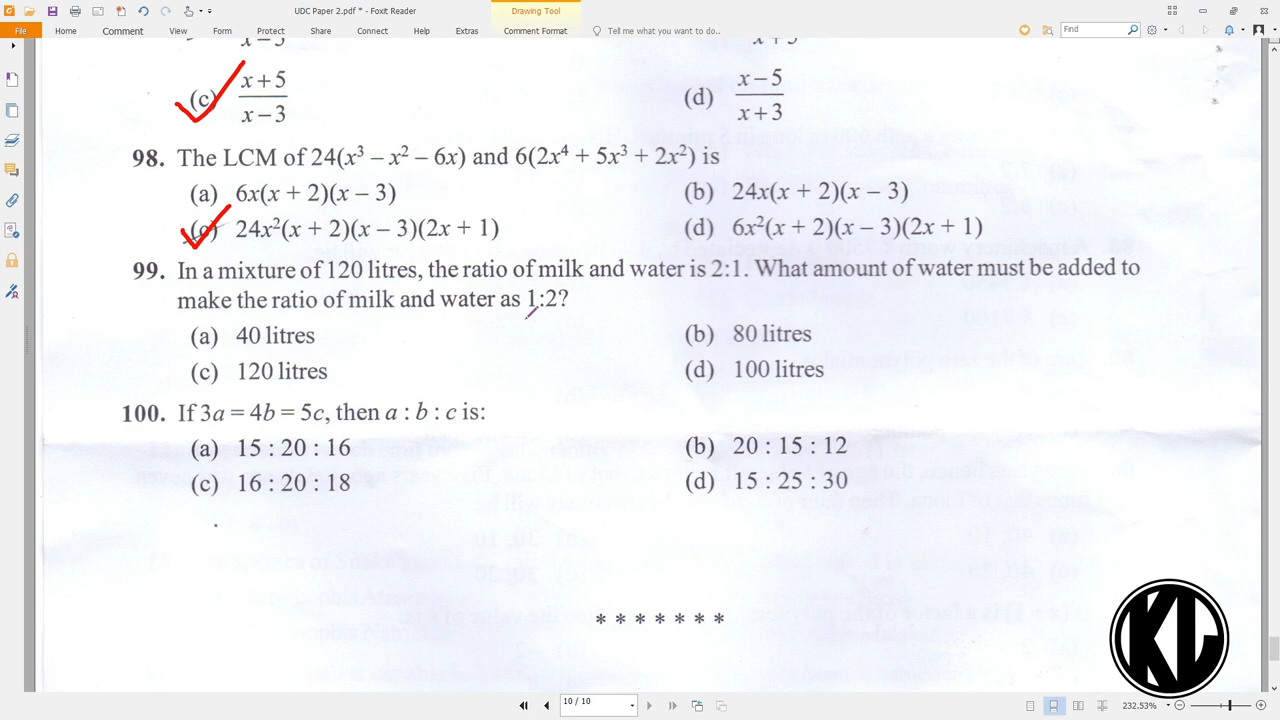 UDC Paper 2.pdf * - Foxit Reader
Drawing Tool
File Home Comment View Form Protect Share Connect Help Extras Comment Format Tell me what you want to do.. Find
(c) x + 5 / x − 3
(d) x − 5 / x + 3
98. The LCM of 24(x³ – x² – 6x) and 6(2x⁴ + 5x³ + 2x²) is
(a) 6x(x + 2)(x – 3)
(b) 24x(x + 2)(x – 3)
(c) 24x²(x + 2)(x – 3)(2x + 1)
(d) 6x²(x + 2)(x – 3)(2x + 1)
99. In a mixture of 120 litres, the ratio of milk and water is 2:1. What amount of water must be added to
make the ratio of milk and water as 1:2?
(a) 40 litres
(b) 80 litres
(c) 120 litres
(d) 100 litres
100. If 3a = 4b = 5c, then a : b : c is:
(a) 15 : 20 : 16
(b) 20 : 15 : 12
(c) 16 : 20 : 18
(d) 15 : 25 : 30
* * * * * * *
KL
10 / 10
232.53%